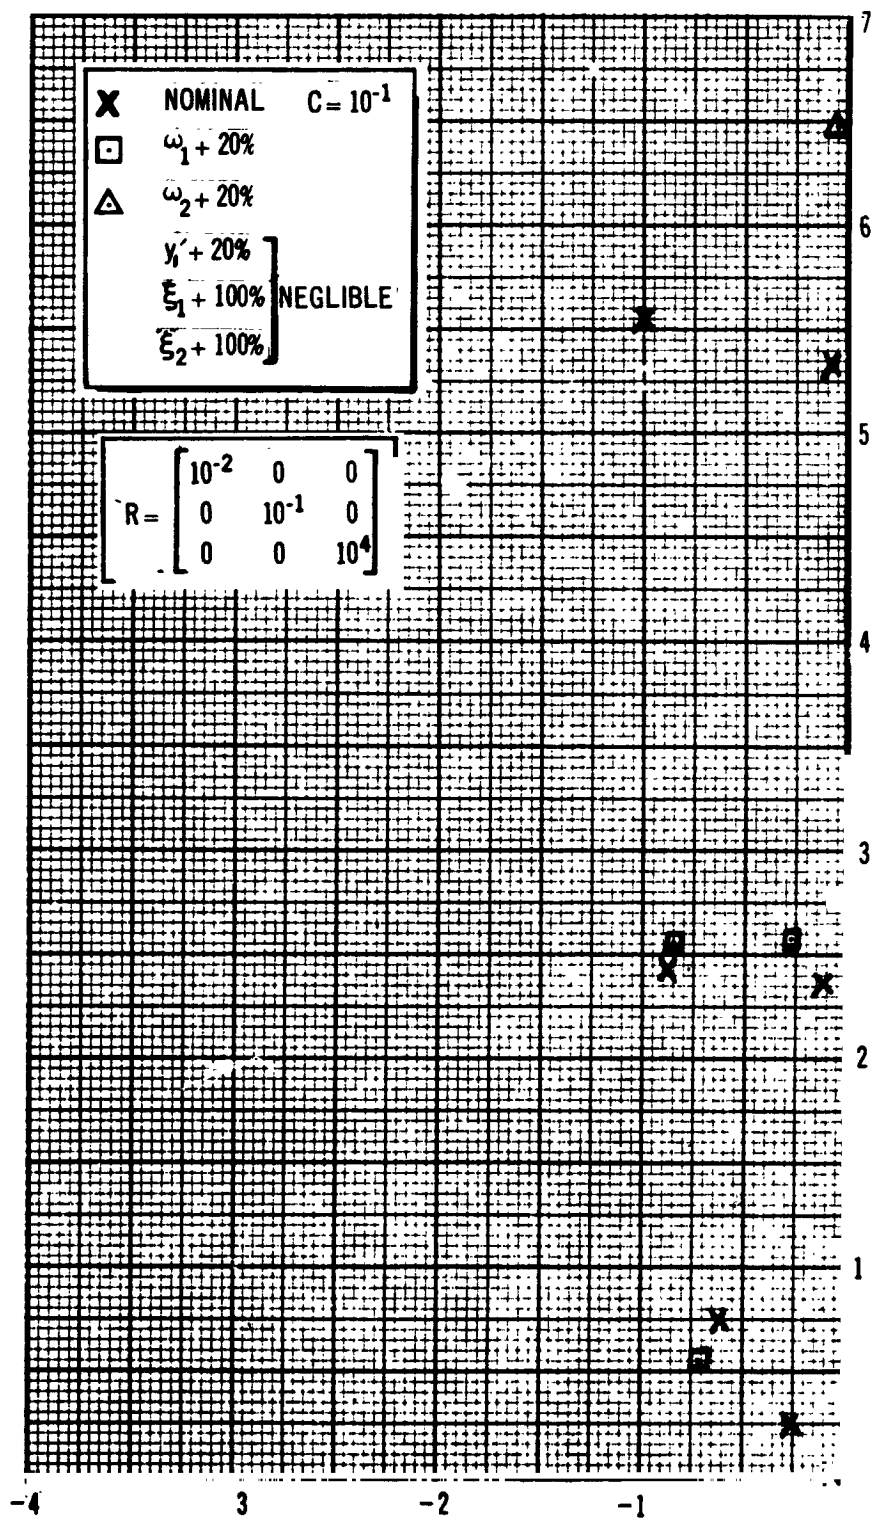 7
X NOMINAL C = 10⁻¹
⊡ ω₁ + 20%
△ ω₂ + 20%
6
y₁′ + 20%
ξ₁ + 100% NEGLIBLE
ξ₂ + 100%
5
10⁻² 0 0
R = 0 10⁻¹ 0
0 0 10⁴
4
3
2
1
-4 3 -2 -1